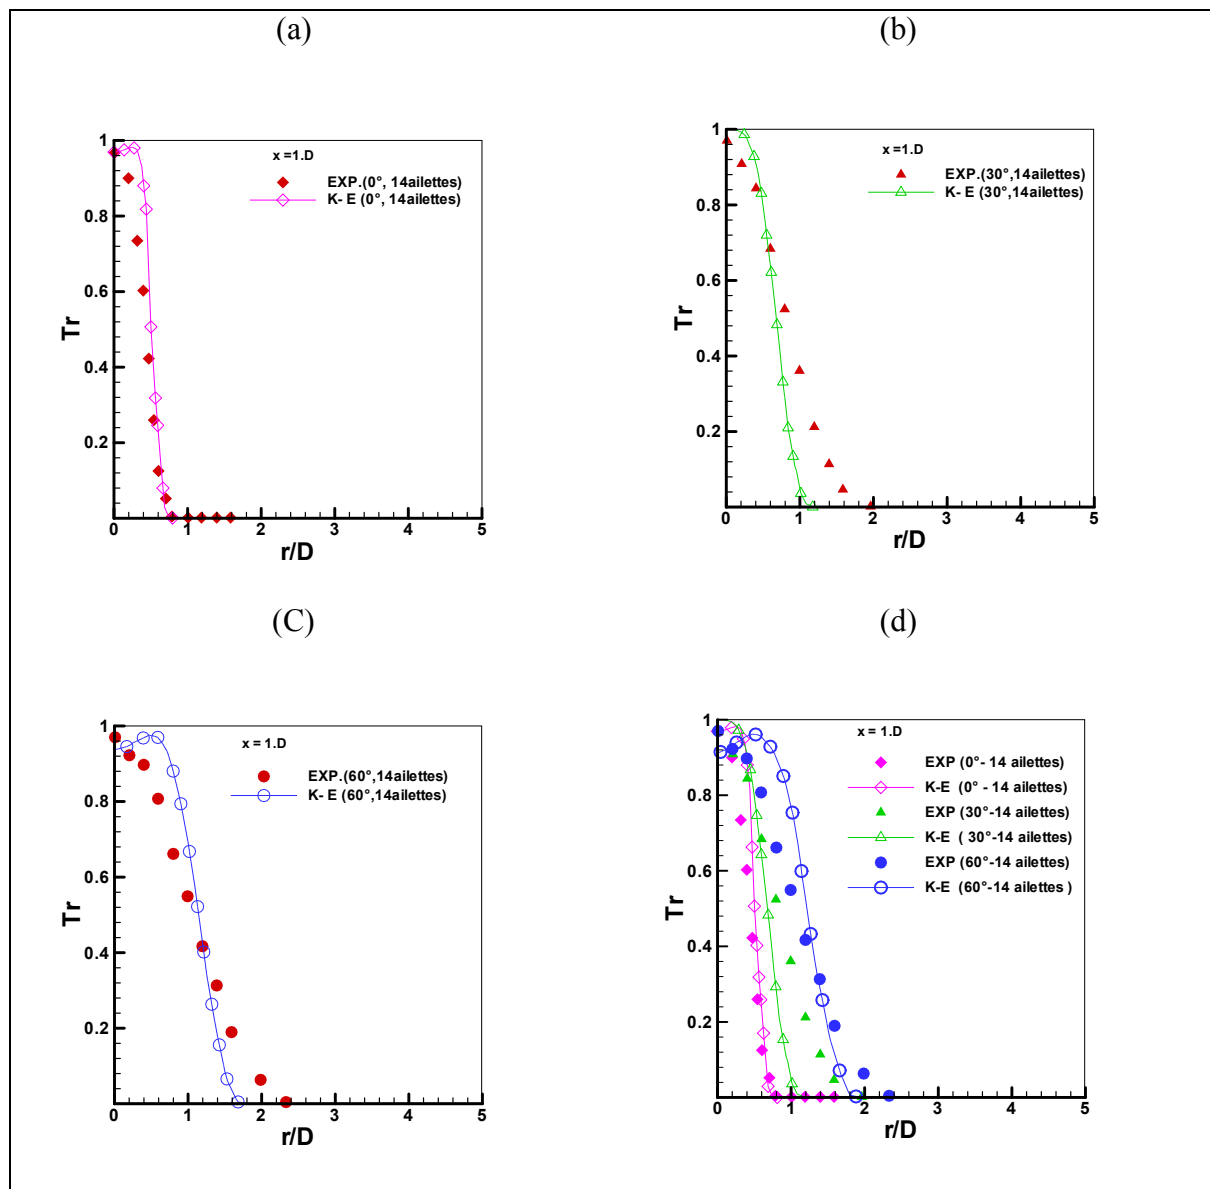 (a)
(b)
x =1.D
EXP.(0°, 14ailettes)
K- E (0°, 14ailettes)
Tr
1
0.8
0.6
0.4
0.2
0
1
2
3
4
5
r/D
x =1.D
EXP.(30°,14ailettes)
K- E (30°,14ailettes)
Tr
1
0.8
0.6
0.4
0.2
0
1
2
3
4
5
r/D
(C)
(d)
x = 1.D
EXP.(60°,14ailettes)
K- E (60°,14ailettes)
Tr
1
0.8
0.6
0.4
0.2
0
1
2
3
4
5
r/D
x = 1.D
EXP (0°- 14 ailettes)
K-E (0° - 14 ailettes)
EXP (30°-14 ailettes)
K-E ( 30°-14 ailettes)
EXP (60°-14 ailettes)
K-E (60°-14 ailettes )
Tr
1
0.8
0.6
0.4
0.2
0
1
2
3
4
5
r/D